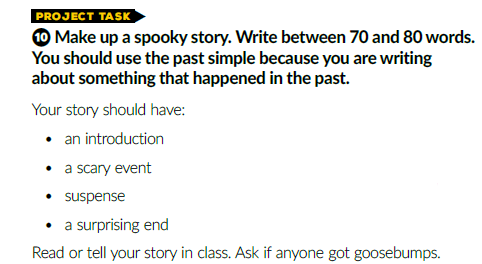 PROJECT TASK
10 Make up a spooky story. Write between 70 and 80 words.
You should use the past simple because you are writing
about something that happened in the past.
Your story should have:
• an introduction
• a scary event
• suspense
• a surprising end
Read or tell your story in class. Ask if anyone got goosebumps.